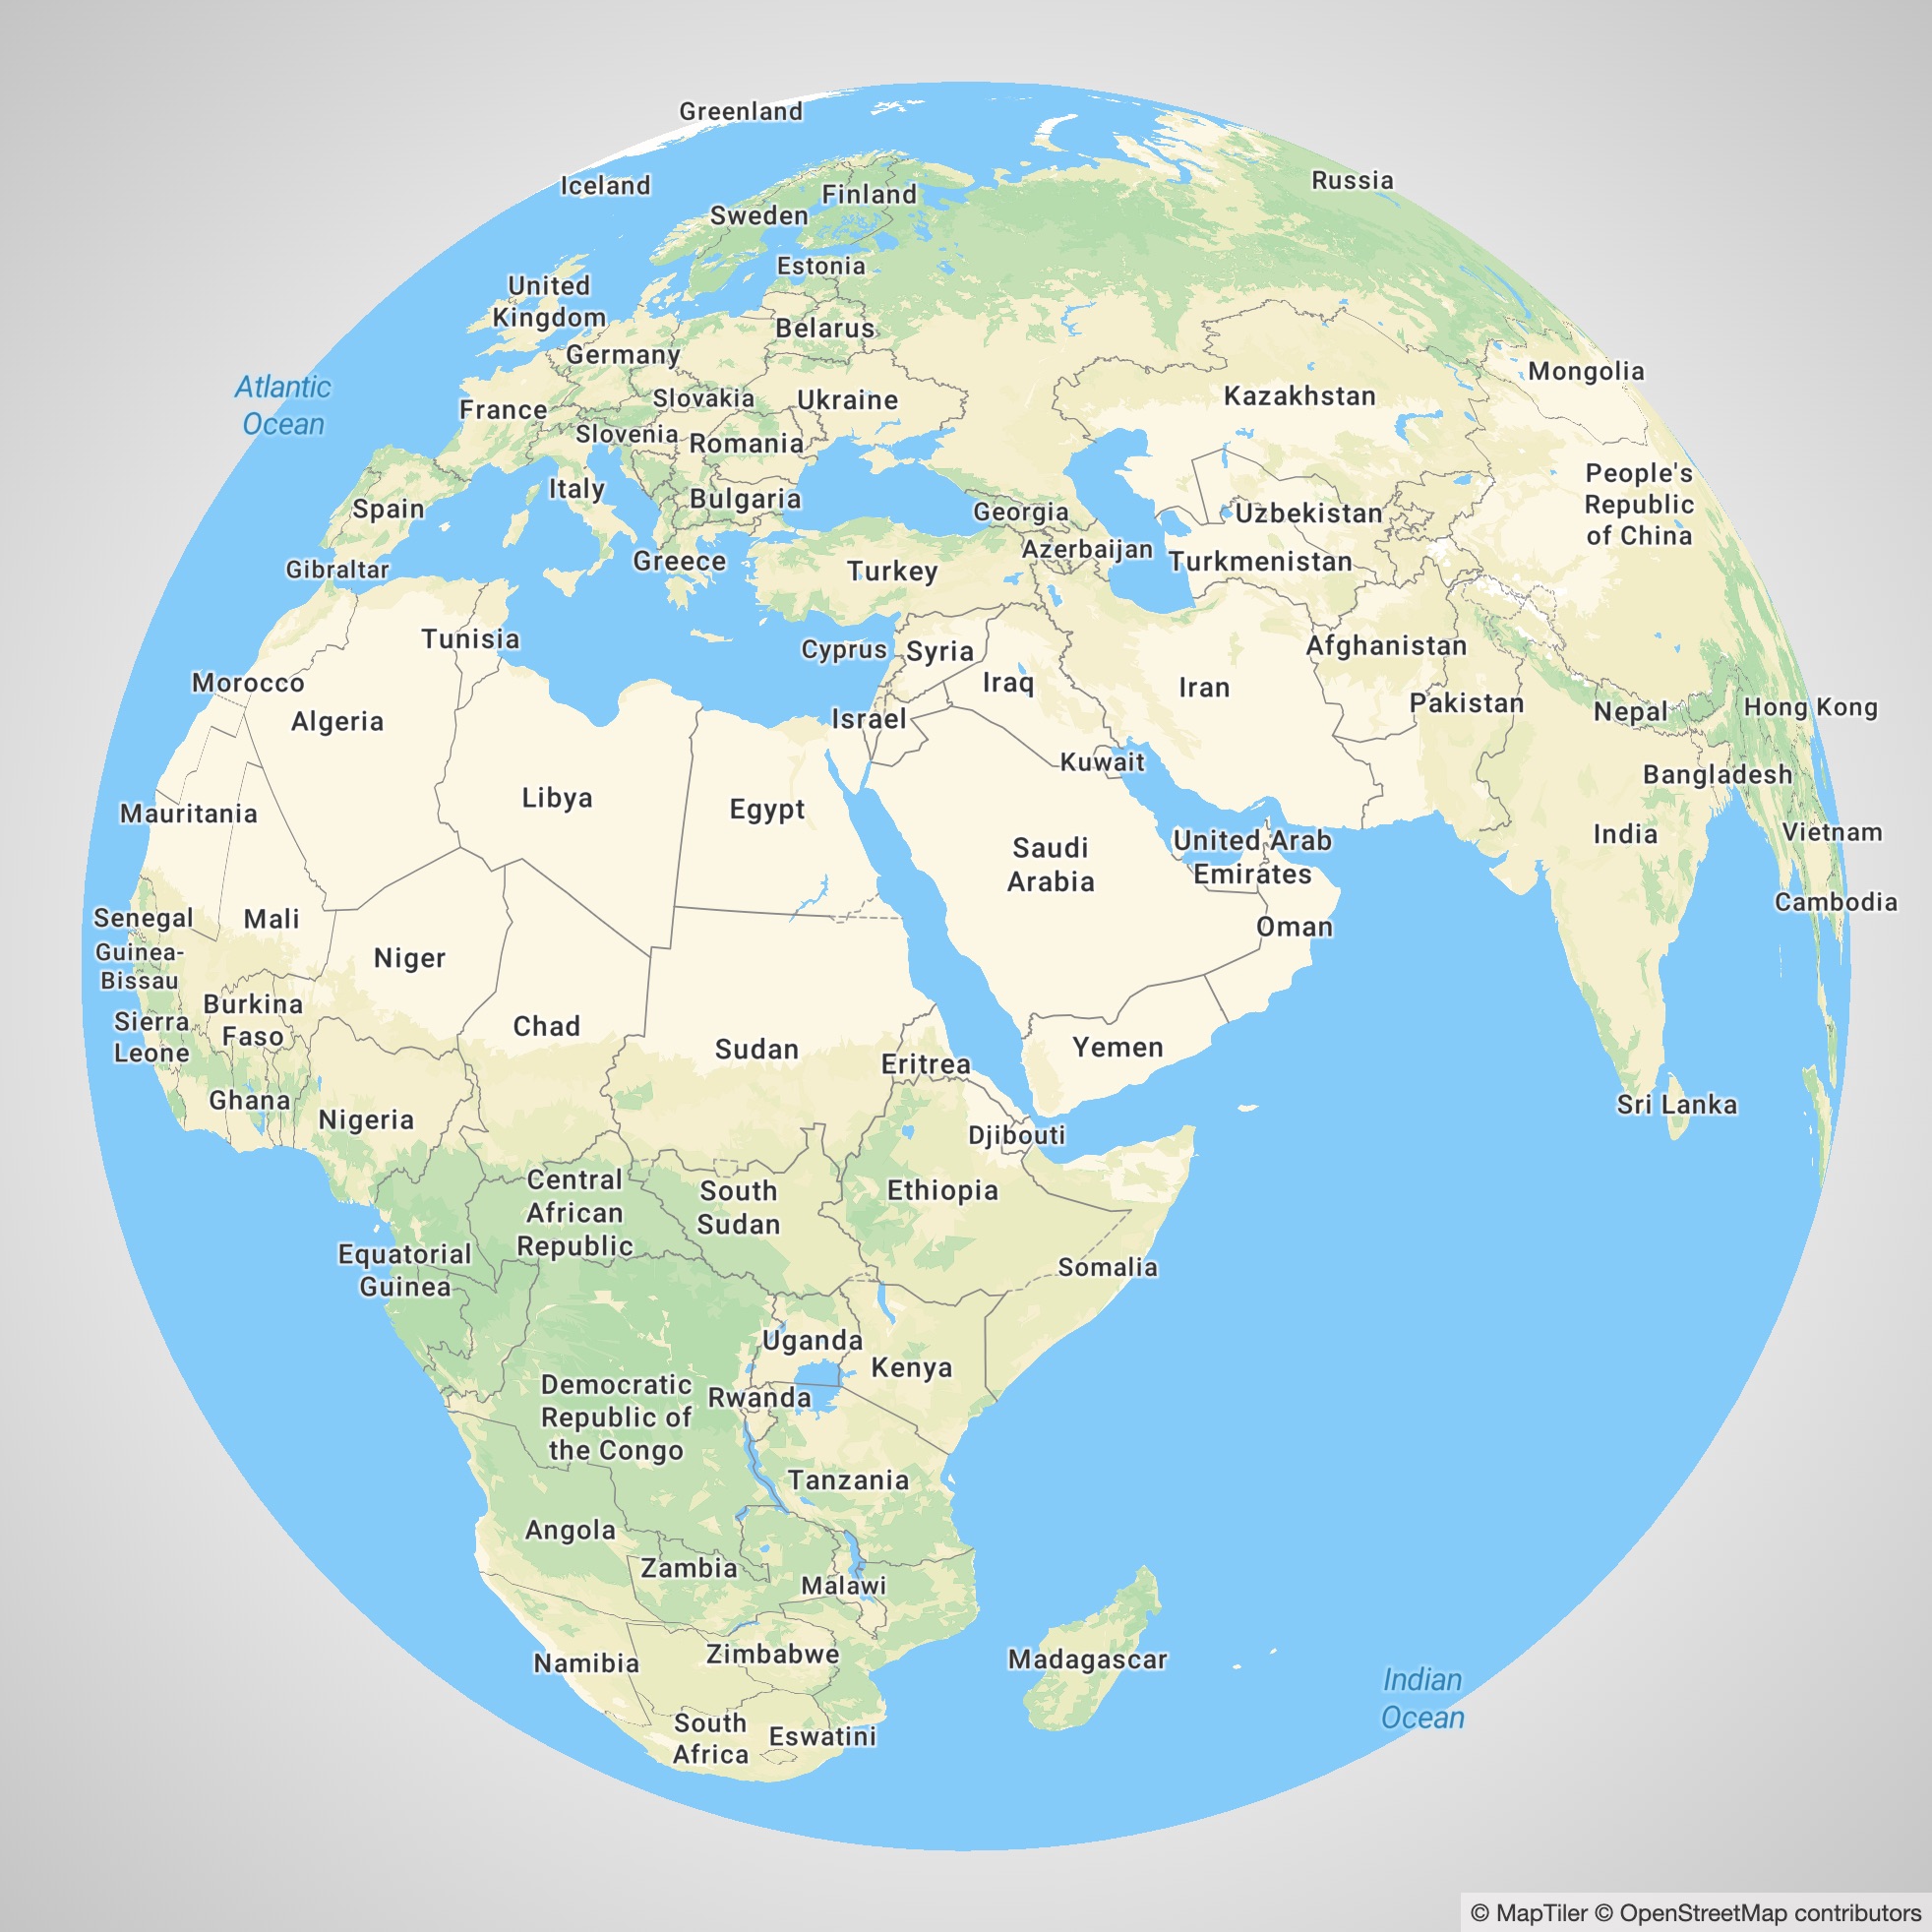 Greenland
Iceland
Russia
Finland
Sweden
Estonia
United
Kingdom
Belarus
Germany
Mongolia
Atlantic
Ocean
Slovakia
Ukraine
Kazakhstan
France
Slovenia
Romania
People's
Republic
of China
Italy
Bulgaria
Spain
Georgia
Uzbekistan
Azerbaijan
Turkmenistan
Greece
Gibraltar
Turkey
Tunisia
Cyprus
Syria
Afghanistan
Morocco
Iraq
Iran
Pakistan
Nepal
Hong Kong
Algeria
Israel
Kuwait
Bangladesh
Libya
Egypt
Mauritania
India
Vietnam
United Arab
Emirates
Saudi
Arabia
Cambodia
Senegal
Mali
Oman
Guinea-
Bissau
Niger
Burkina
Faso
Sierra
Leone
Chad
Sudan
Yemen
Eritrea
Ghana
Nigeria
Sri Lanka
Djibouti
Central
African
Republic
South
Sudan
Ethiopia
Equatorial
Guinea
Somalia
Uganda
Kenya
Democratic
Republic of
the Congo
Rwanda
Tanzania
Angola
Zambia
Malawi
Namibia
Zimbabwe
Madagascar
Indian
Ocean
South
Africa
Eswatini
© MapTiler © OpenStreetMap contributors